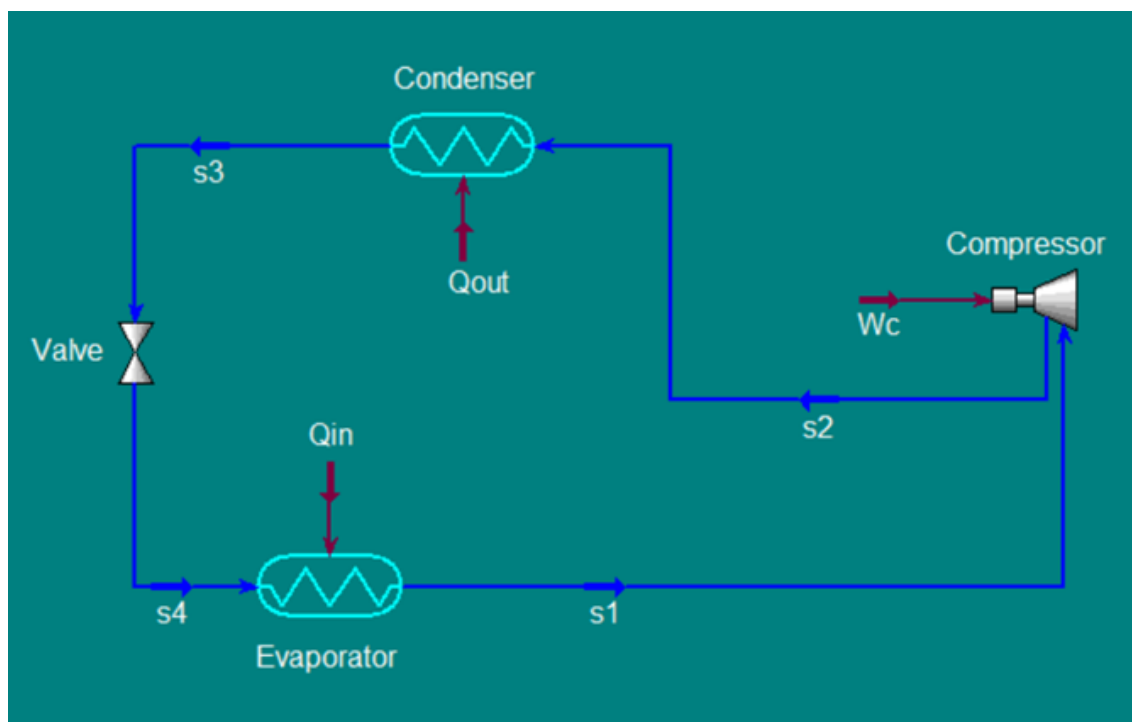 Condenser
s3
Qout
Compressor
Wc
Valve
s2
Qin
s4
s1
Evaporator